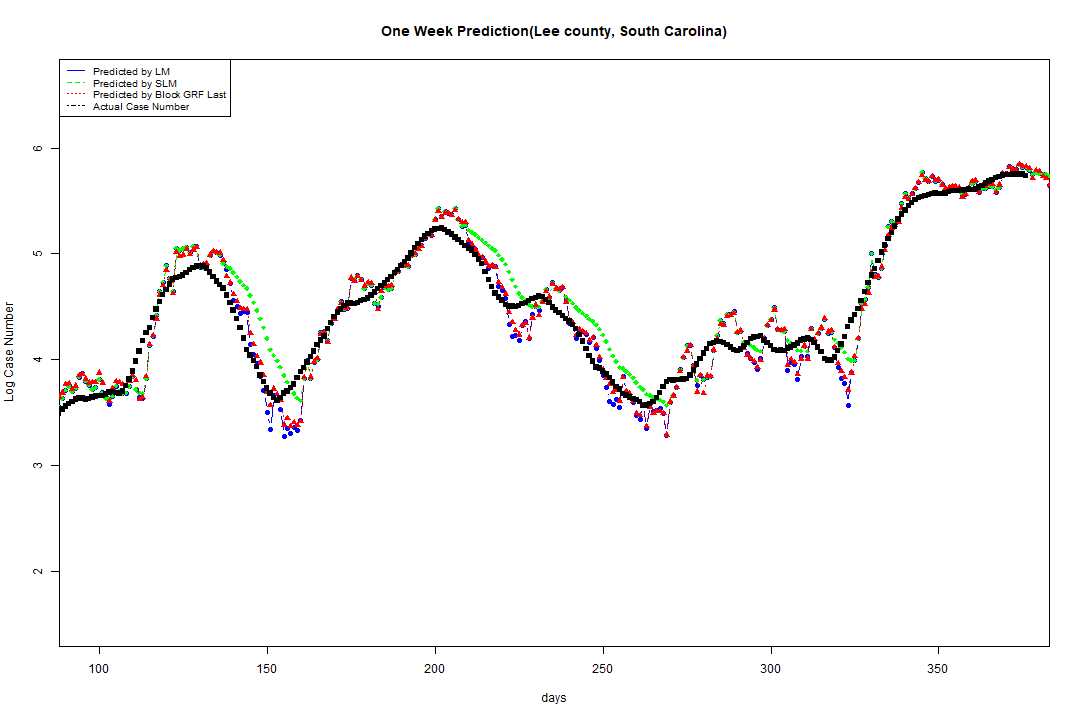 One Week Prediction(Lee county, South Carolina)
Predicted by LM
Predicted by SLM
Predicted by Block GRF Last
Actual Case Number
Log Case Number
6
5
4
3
2
100 150 200 250 300 350
days